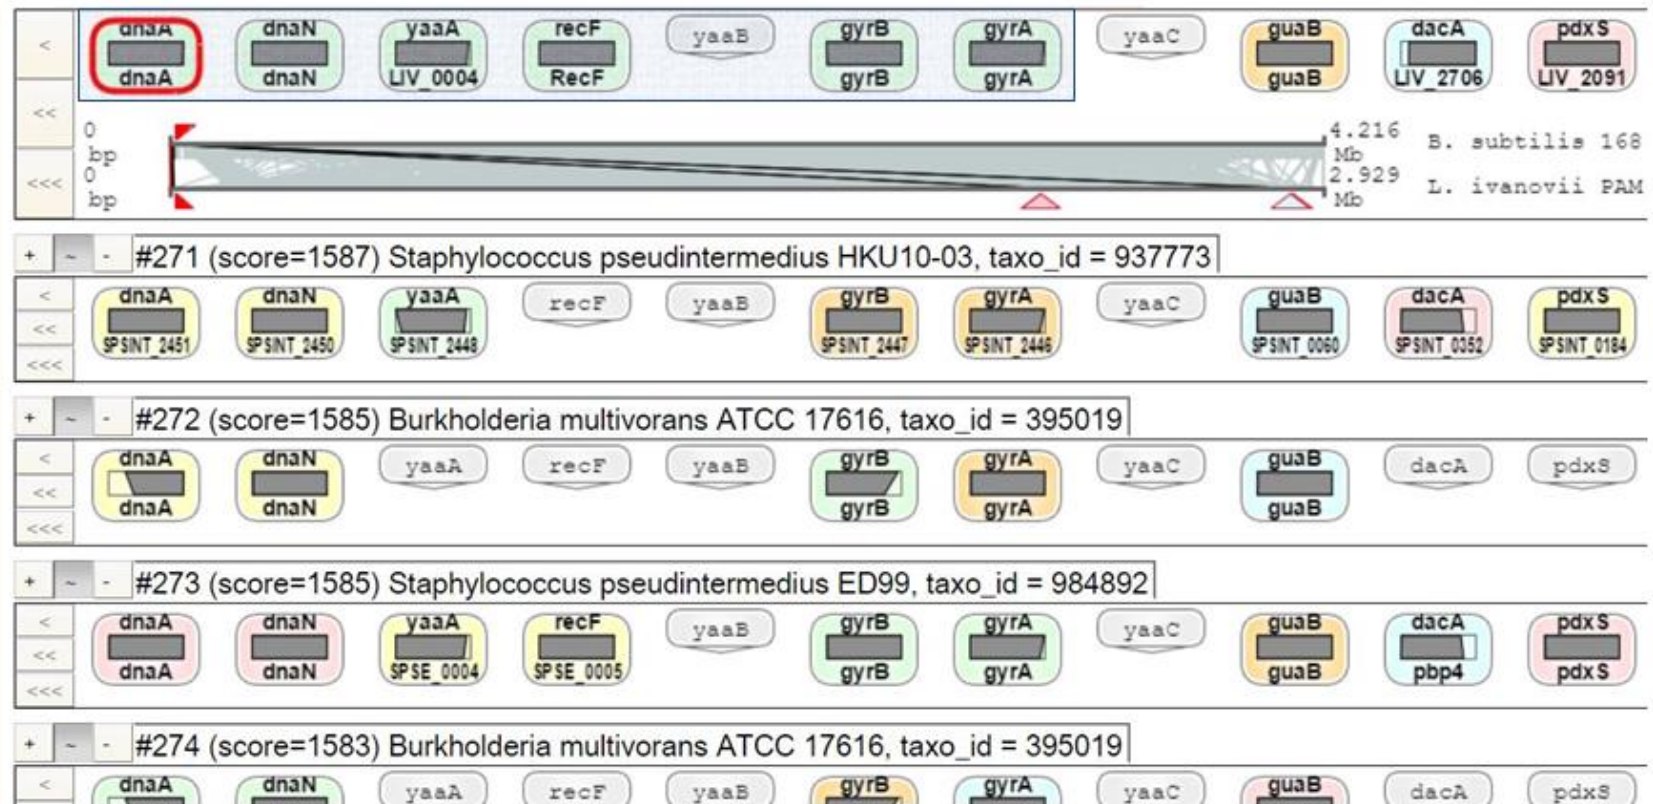 dnaA dnaN yaaA recF yaaB gyrB gyrA yaaC guaB dacA pdxS
<
dnaA dnaN LIV_0004 RecF gyrB gyrA guaB LIV_2706 LIV_2091
<<
0 4.216 B. subtilis 168
bp Mb
0 2.929 L. ivanovii PAM
<<<
bp Mb
+ ~ - #271 (score=1587) Staphylococcus pseudintermedius HKU10-03, taxo_id = 937773
< dnaA dnaN yaaA recF yaaB gyrB gyrA yaaC guaB dacA pdxS
<<
SPSINT_2451 SPSINT_2450 SPSINT_2448 SPSINT_2447 SPSINT_2446 SPSINT_0060 SPSINT_0352 SPSINT_0184
<<<
+ ~ - #272 (score=1585) Burkholderia multivorans ATCC 17616, taxo_id = 395019
< dnaA dnaN yaaA recF yaaB gyrB gyrA yaaC guaB dacA pdxS
<<
dnaA dnaN gyrB gyrA guaB
<<<
+ ~ - #273 (score=1585) Staphylococcus pseudintermedius ED99, taxo_id = 984892
< dnaA dnaN yaaA recF yaaB gyrB gyrA yaaC guaB dacA pdxS
<<
dnaA dnaN SPSE_0004 SPSE_0005 gyrB gyrA guaB pbp4 pdxS
<<<
+ ~ - #274 (score=1583) Burkholderia multivorans ATCC 17616, taxo_id = 395019
< dnaA dnaN yaaA recF yaaB gyrB gyrA yaaC guaB dacA pdxS